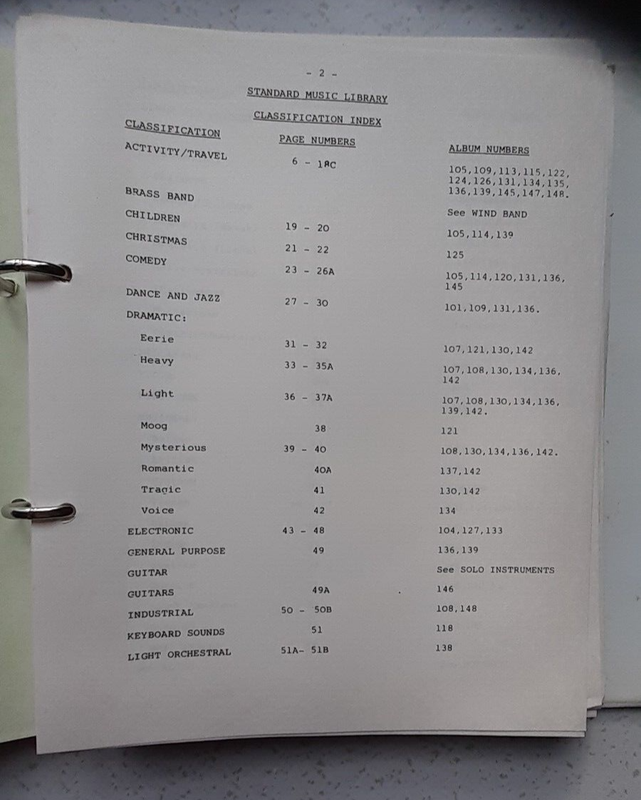 - 2 -
STANDARD MUSIC LIBRARY
CLASSIFICATION INDEX
CLASSIFICATION PAGE NUMBERS ALBUM NUMBERS
ACTIVITY/TRAVEL 6 - 18C 105,109,113,115,122,
124,126,131,134,135,
136,139,145,147,148.
BRASS BAND See WIND BAND
CHILDREN 19 - 20 105,114,139
CHRISTMAS 21 - 22 125
COMEDY 23 - 26A 105,114,120,131,136,
145
DANCE AND JAZZ 27 - 30 101,109,131,136.
DRAMATIC:
Eerie 31 - 32 107,121,130,142
Heavy 33 - 35A 107,108,130,134,136,
142
Light 36 - 37A 107,108,130,134,136,
139,142.
Moog 38 121
Mysterious 39 - 40 108,130,134,136,142.
Romantic 40A 137,142
Tragic 41 130,142
Voice 42 134
ELECTRONIC 43 - 48 104,127,133
GENERAL PURPOSE 49 136,139
GUITAR See SOLO INSTRUMENTS
GUITARS 49A 146
INDUSTRIAL 50 - 50B 108,148
KEYBOARD SOUNDS 51 118
LIGHT ORCHESTRAL 51A- 51B 138